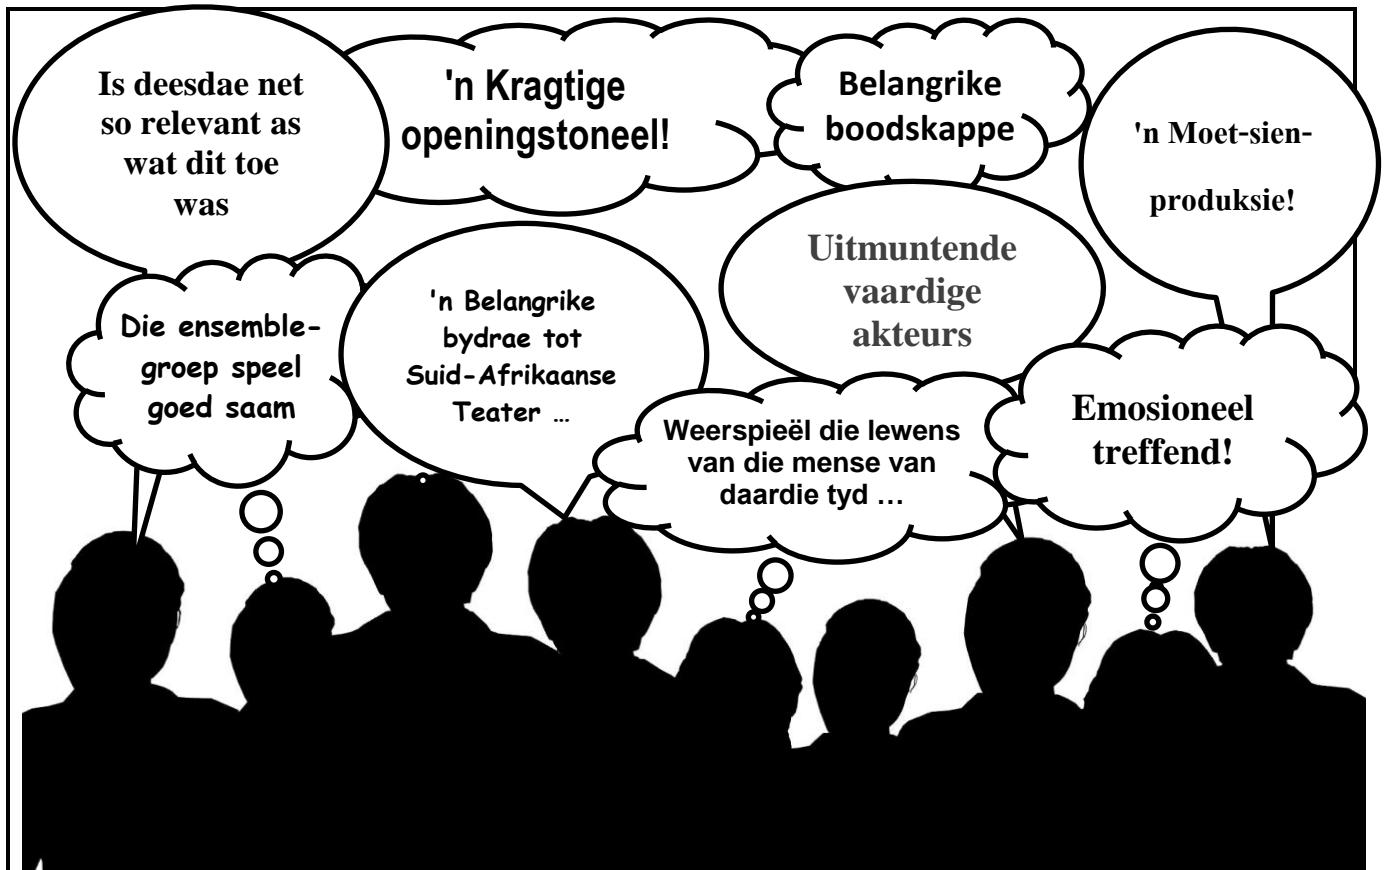 Is deesdae net
so relevant as
wat dit toe
was
'n Kragtige
openingstoneel!
Belangrike
boodskappe
'n Moet-sien-
produksie!
Uitmuntende
vaardige
akteurs
Die ensemble-
groep speel
goed saam
'n Belangrike
bydrae tot
Suid-Afrikaanse
Teater ...
Weerspieël die lewens
van die mense van
daardie tyd ...
Emosioneel
treffend!